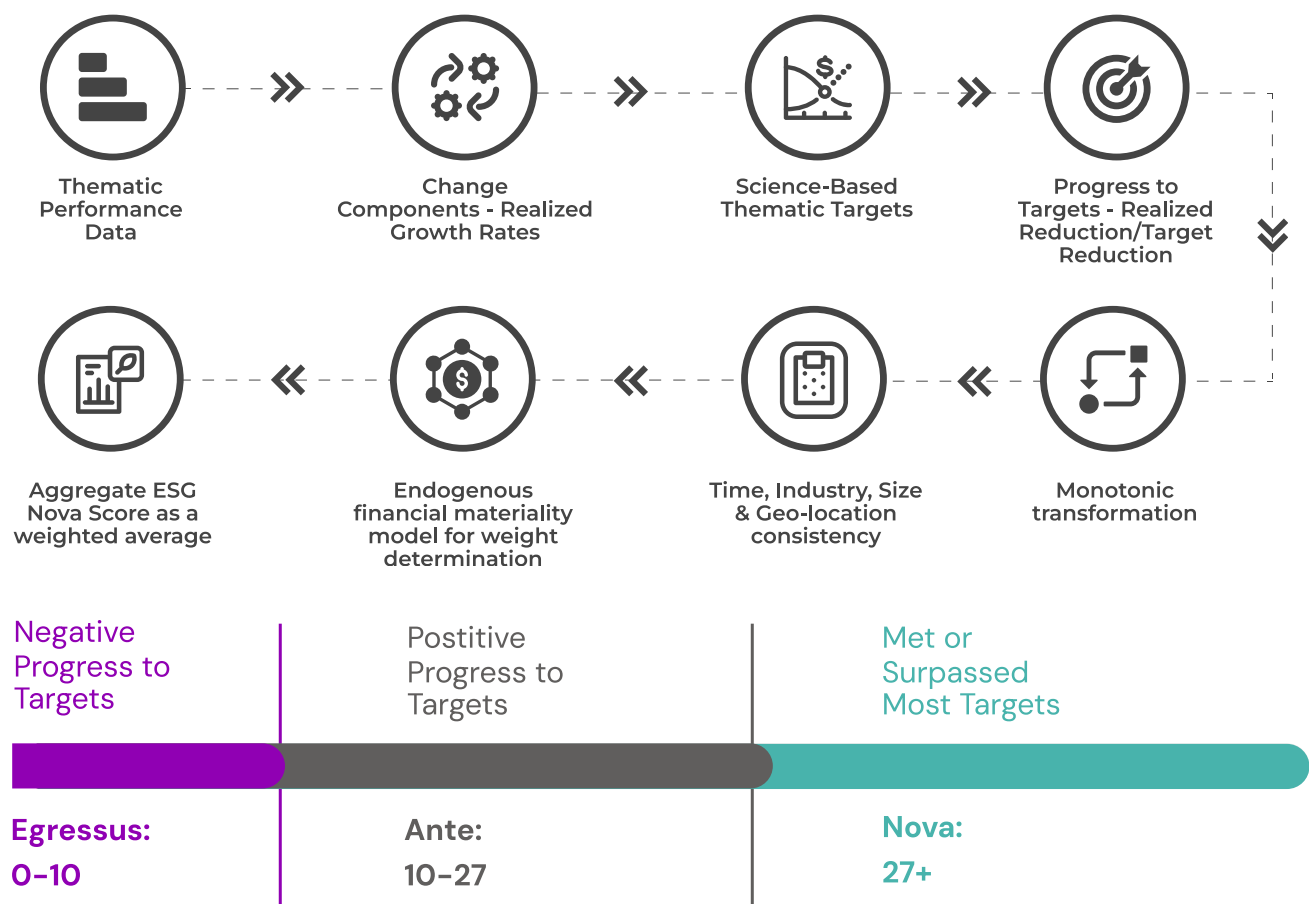 Thematic
Performance
Data
Change
Components - Realized
Growth Rates
Science-Based
Thematic Targets
Progress to
Targets - Realized
Reduction/Target
Reduction
Monotonic
transformation
Time, Industry, Size
& Geo-location
consistency
Endogenous
financial materiality
model for weight
determination
Aggregate ESG
Nova Score as a
weighted average
Negative
Progress to
Targets
Postitive
Progress to
Targets
Met or
Surpassed
Most Targets
Egressus:
0-10
Ante:
10-27
Nova:
27+